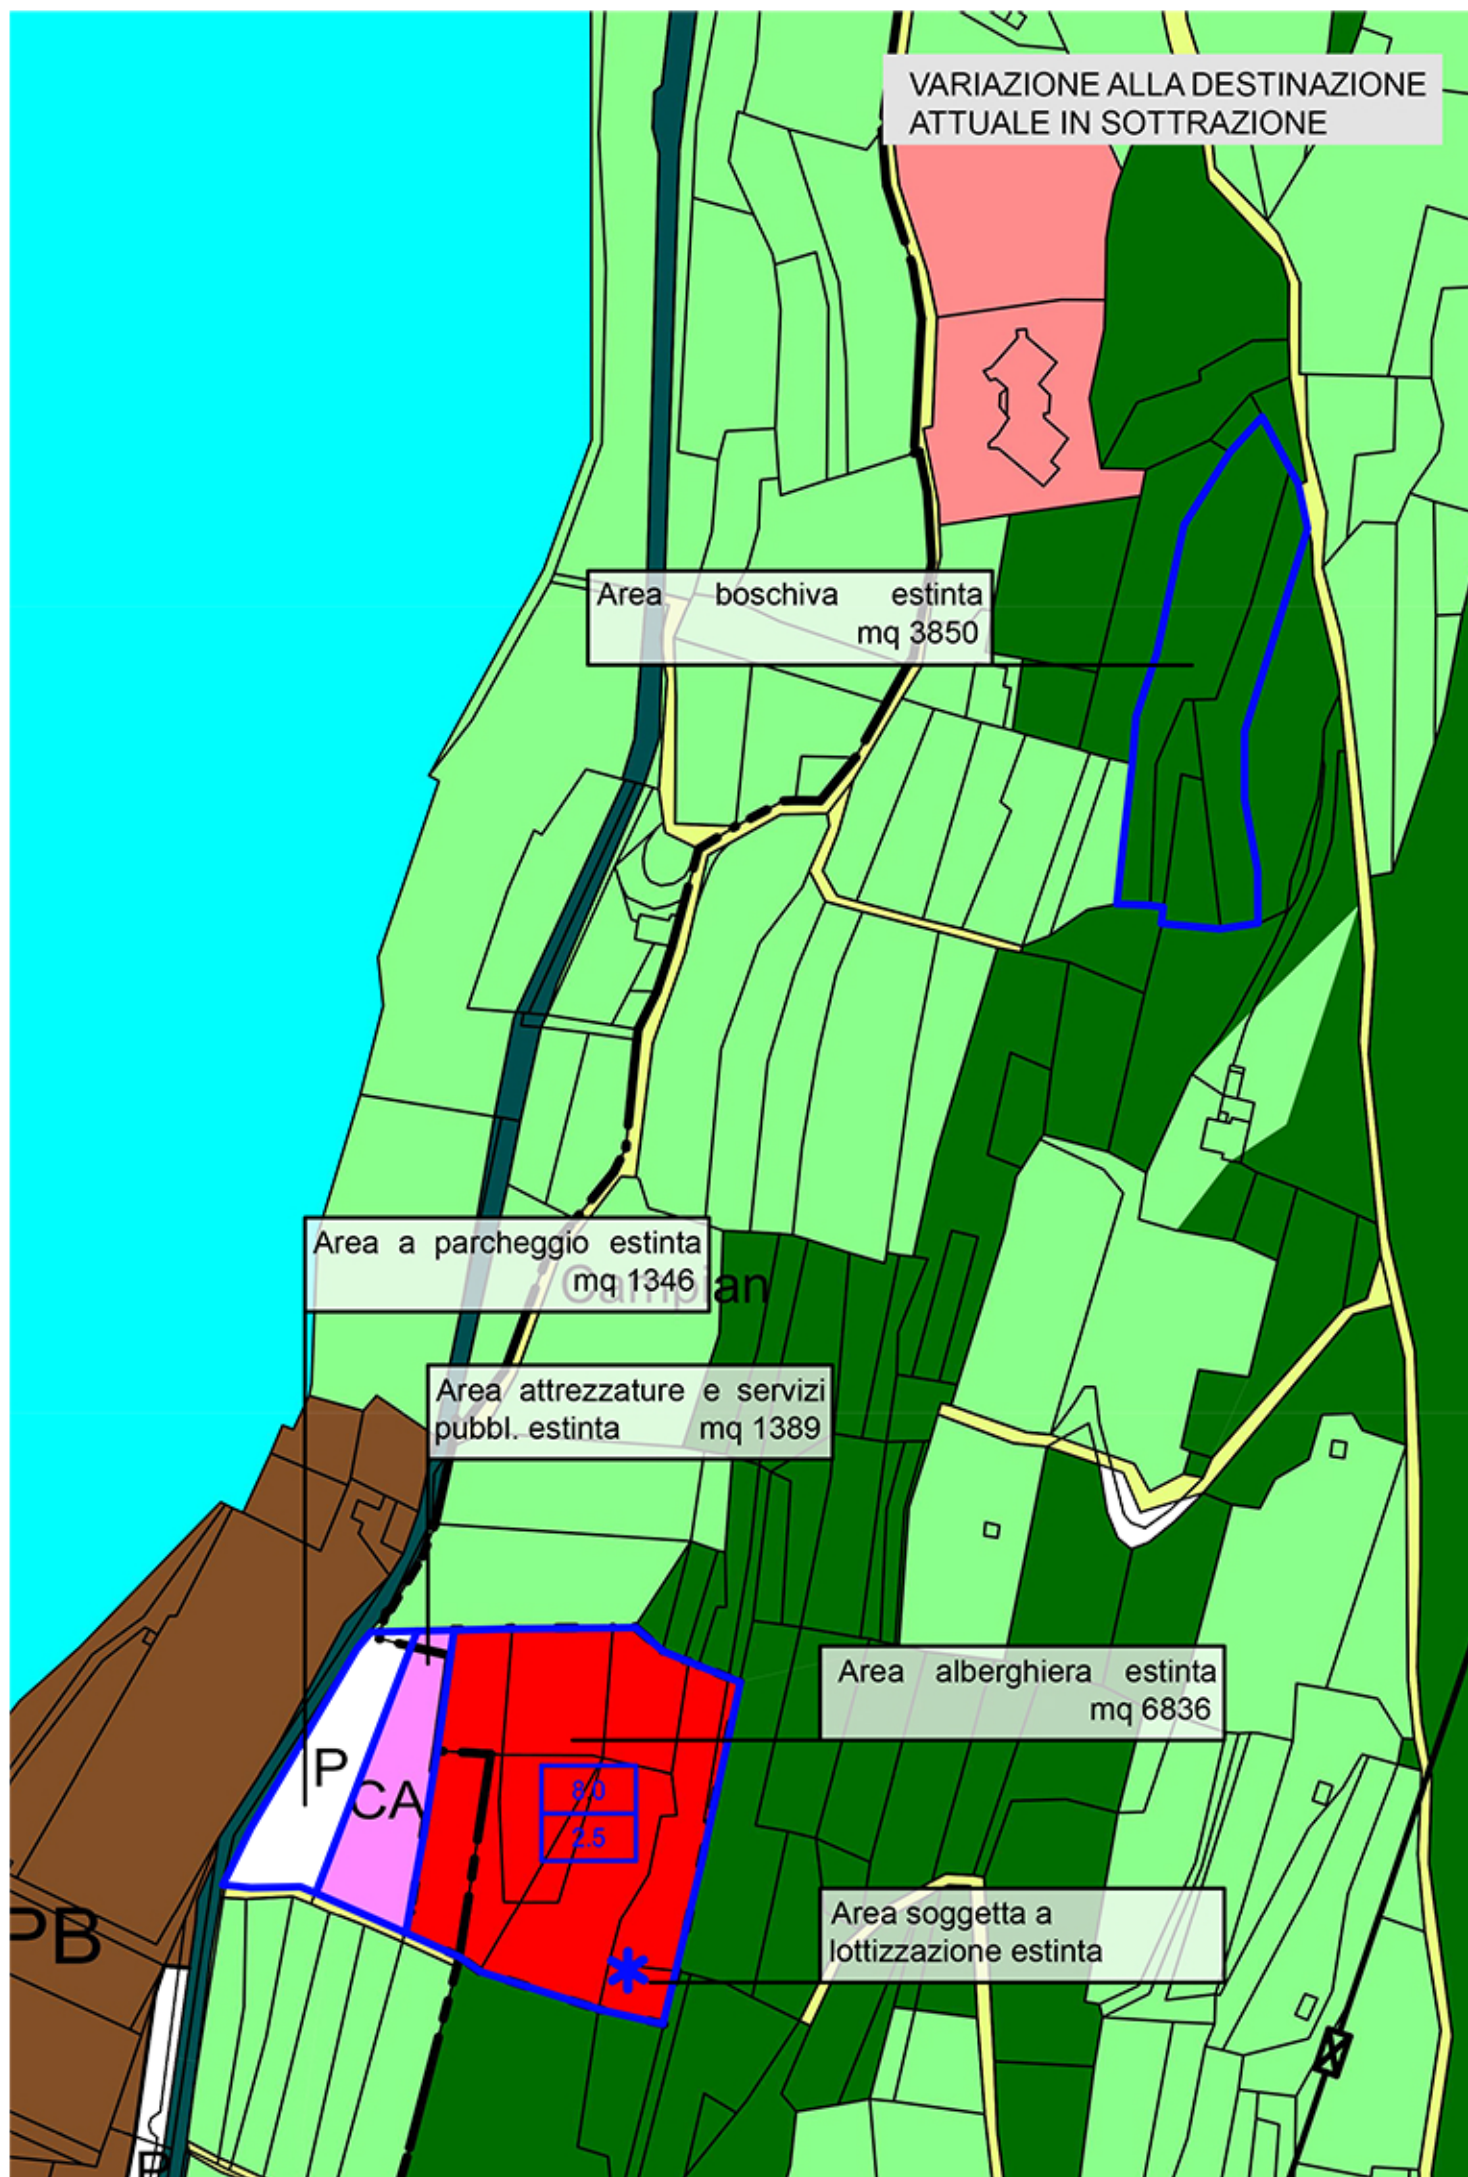 VARIAZIONE ALLA DESTINAZIONE
ATTUALE IN SOTTRAZIONE
Area boschiva estinta
mq 3850
Area a parcheggio estinta
mq 1346
Campian
Area attrezzature e servizi
pubbl. estinta mq 1389
Area alberghiera estinta
mq 6836
P
CA
8.0
2.5
Area soggetta a
lottizzazione estinta
PB